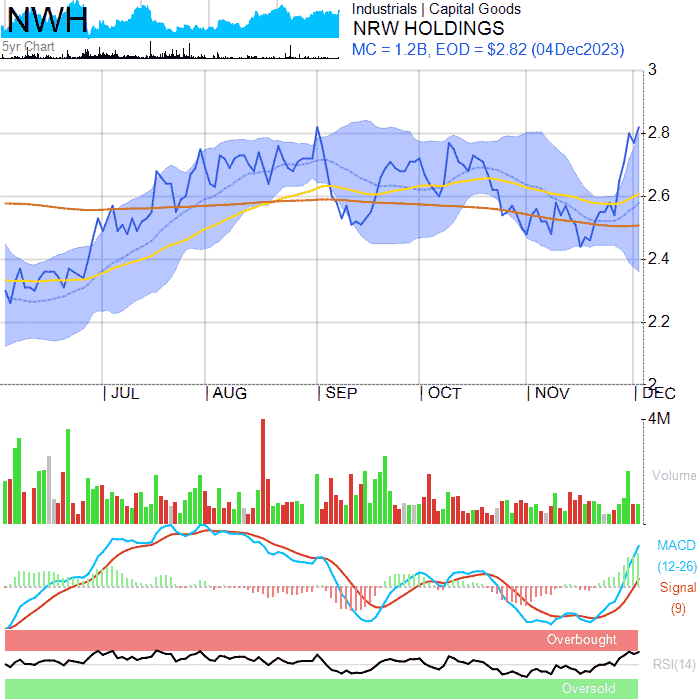 NWH
Industrials | Capital Goods
NRW HOLDINGS
5yr Chart
MC = 1.2B, EOD = $2.82 (04Dec2023)
3
2.8
2.6
2.4
2.2
2
| JUL | AUG | SEP | OCT | NOV | DEC
4M
Volume
MACD
(12-26)
Signal
(9)
Overbought
RSI(14)
Oversold